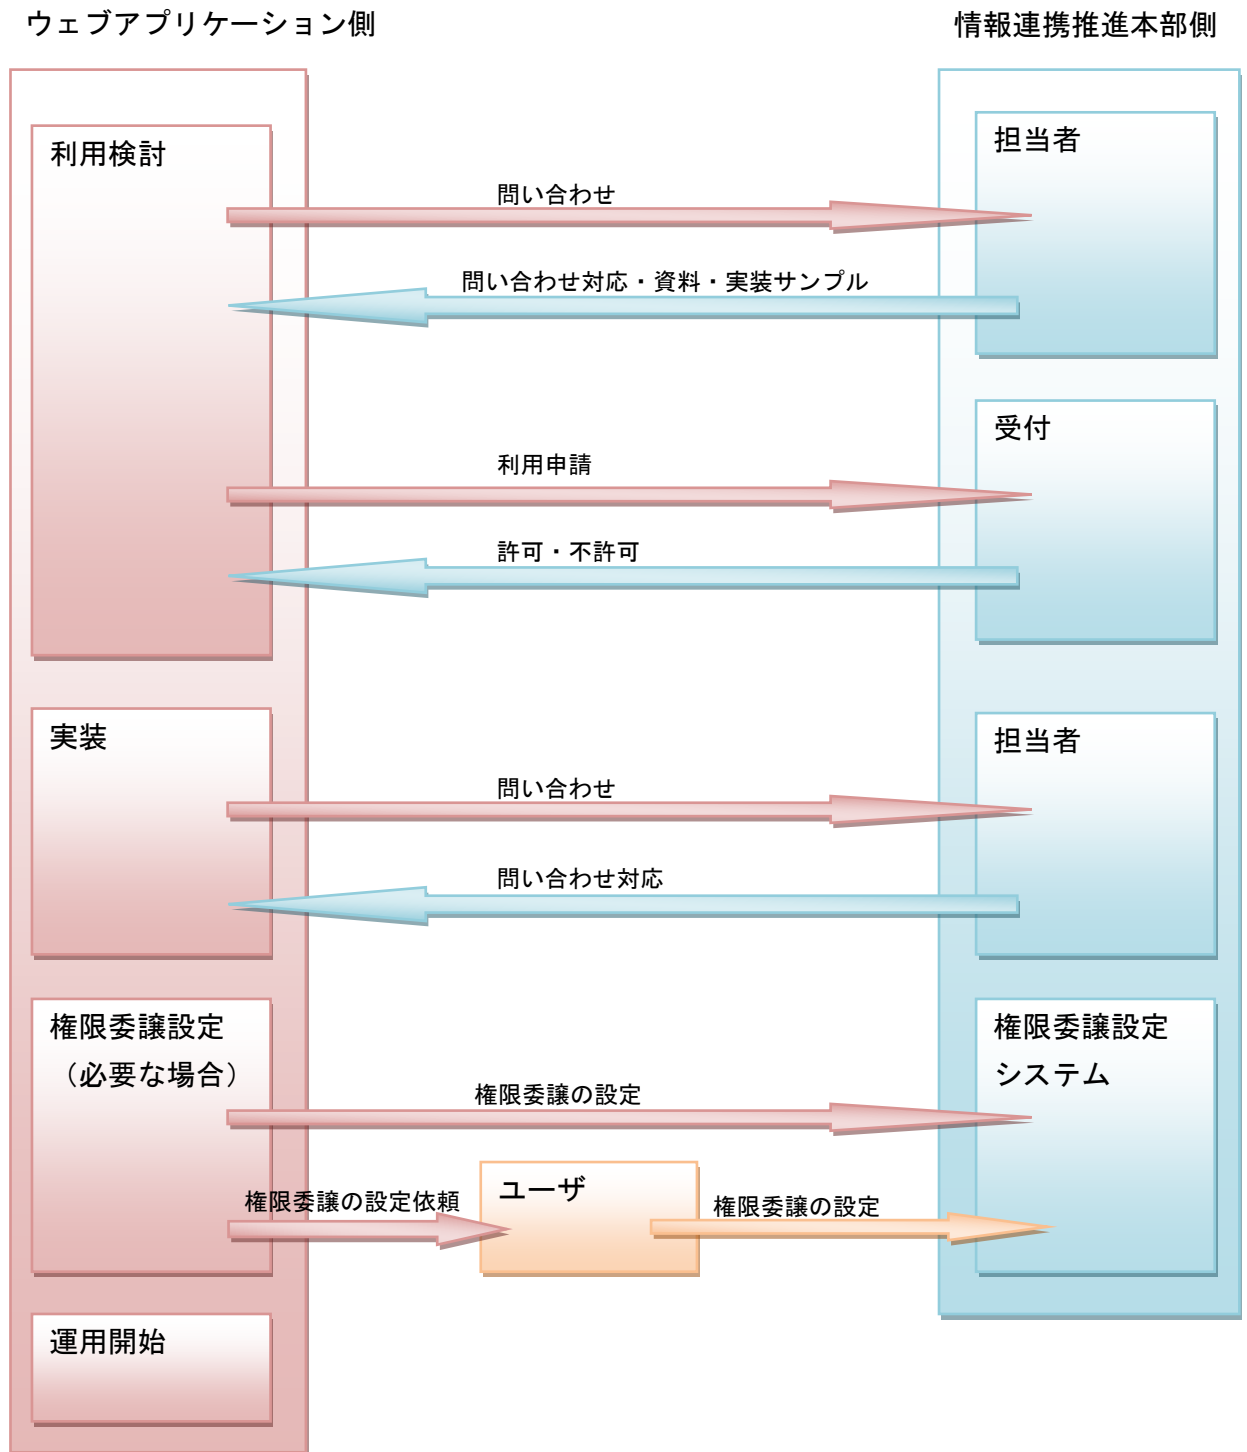 ウェブアプリケーション側
情報連携推進本部側
利用検討
担当者
問い合わせ
問い合わせ対応・資料・実装サンプル
受付
利用申請
許可・不許可
実装
担当者
問い合わせ
問い合わせ対応
権限委譲設定
（必要な場合）
権限委譲設定
システム
権限委譲の設定
ユーザ
権限委譲の設定依頼
権限委譲の設定
運用開始